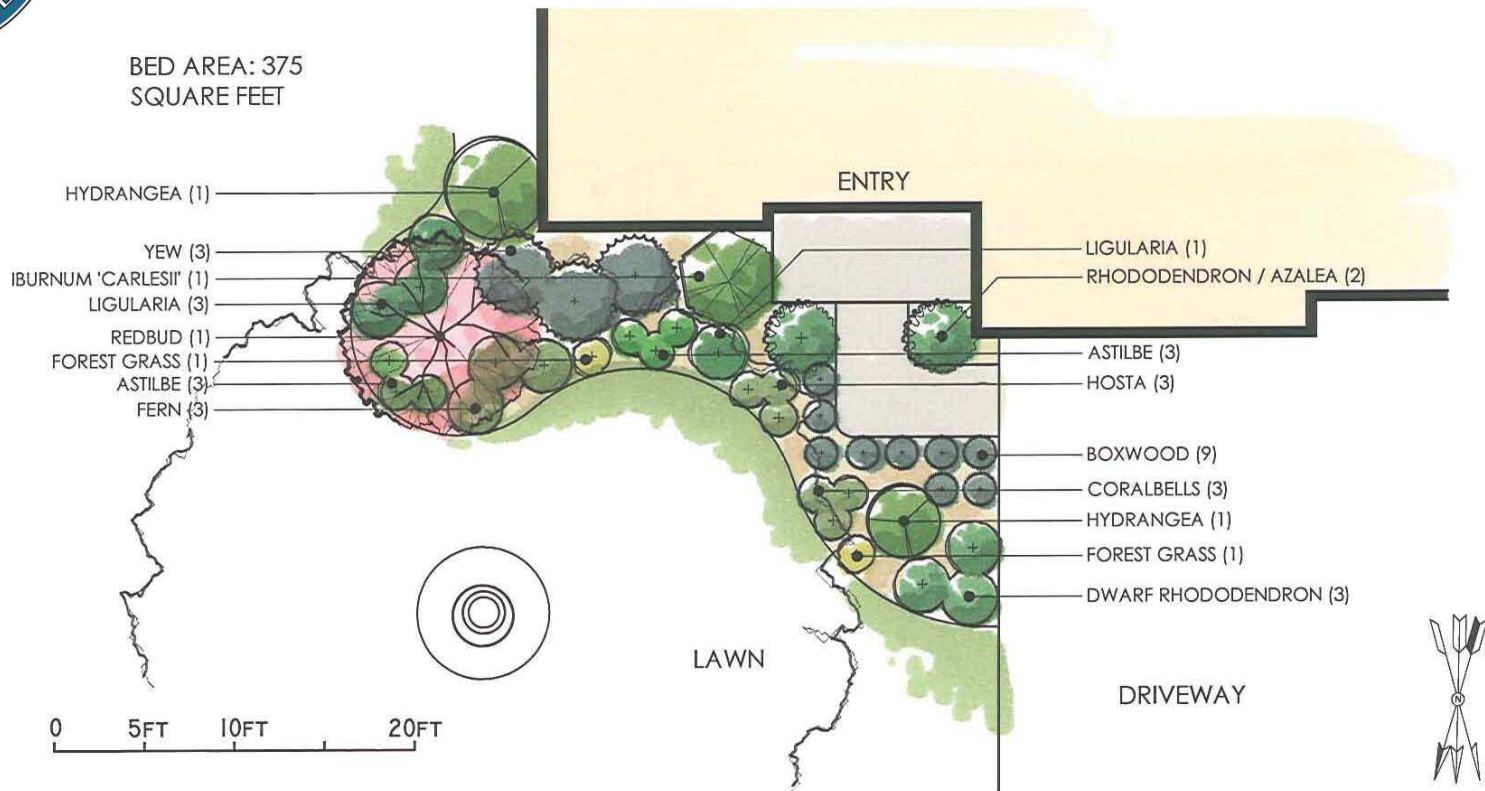 BED AREA: 375
SQUARE FEET
ENTRY
HYDRANGEA (1)
YEW (3)
IBURNUM 'CARLESII' (1)
LIGULARIA (3)
REDBUD (1)
FOREST GRASS (1)
ASTILBE (3)
FERN (3)
LIGULARIA (1)
RHODODENDRON / AZALEA (2)
ASTILBE (3)
HOSTA (3)
BOXWOOD (9)
CORALBELLS (3)
HYDRANGEA (1)
FOREST GRASS (1)
DWARF RHODODENDRON (3)
LAWN
DRIVEWAY
0 5FT 10FT 20FT
N